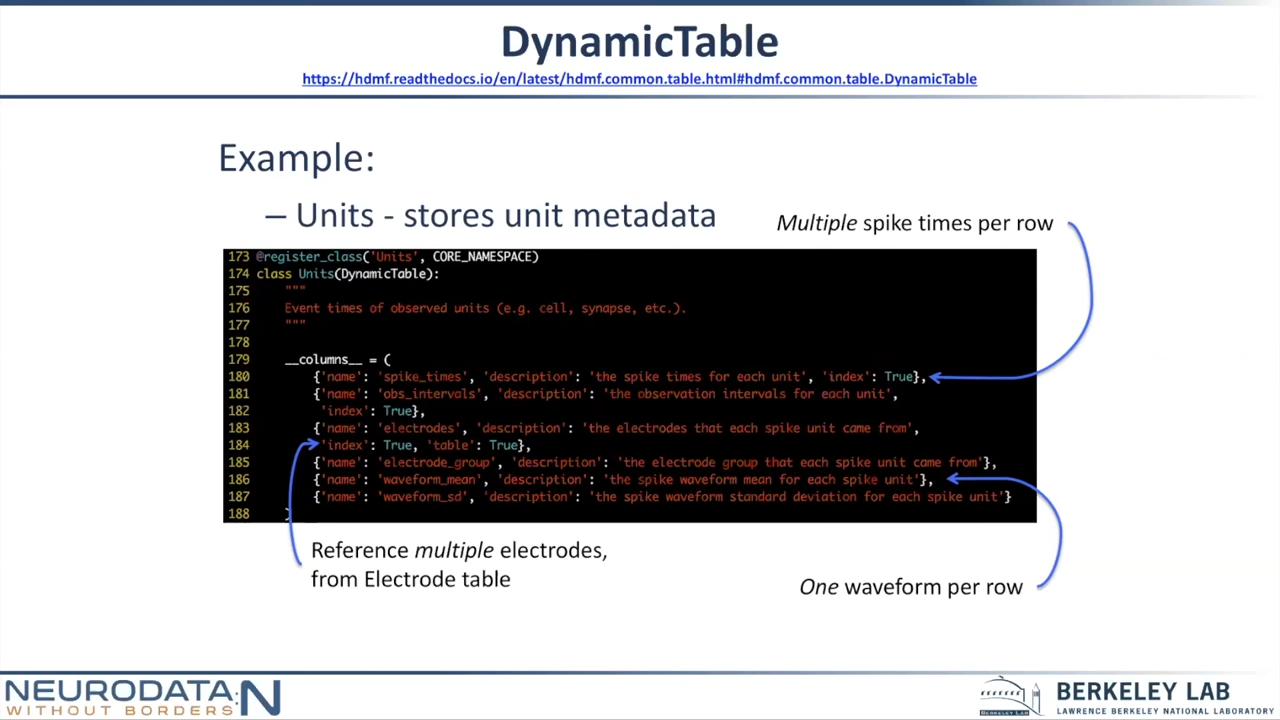 DynamicTable
https://hdmf.readthedocs.io/en/latest/hdmf.common.table.html#hdmf.common.table.DynamicTable
Example:
– Units - stores unit metadata
Multiple spike times per row
173 @register_class('Units', CORE_NAMESPACE)
174 class Units(DynamicTable):
175     """
176     Event times of observed units (e.g. cell, synapse, etc.).
177     """
178
179     __columns__ = (
180         {'name': 'spike_times', 'description': 'the spike times for each unit', 'index': True},
181         {'name': 'obs_intervals', 'description': 'the observation intervals for each unit',
182          'index': True},
183         {'name': 'electrodes', 'description': 'the electrodes that each spike unit came from',
184          'index': True, 'table': True},
185         {'name': 'electrode_group', 'description': 'the electrode group that each spike unit came from'},
186         {'name': 'waveform_mean', 'description': 'the spike waveform mean for each spike unit'},
187         {'name': 'waveform_sd', 'description': 'the spike waveform standard deviation for each spike unit'}
188     )
Reference multiple electrodes,
from Electrode table
One waveform per row
NEURODATA
WITHOUT BORDERS
N
BERKELEY LAB
BERKELEY LAB
LAWRENCE BERKELEY NATIONAL LABORATORY